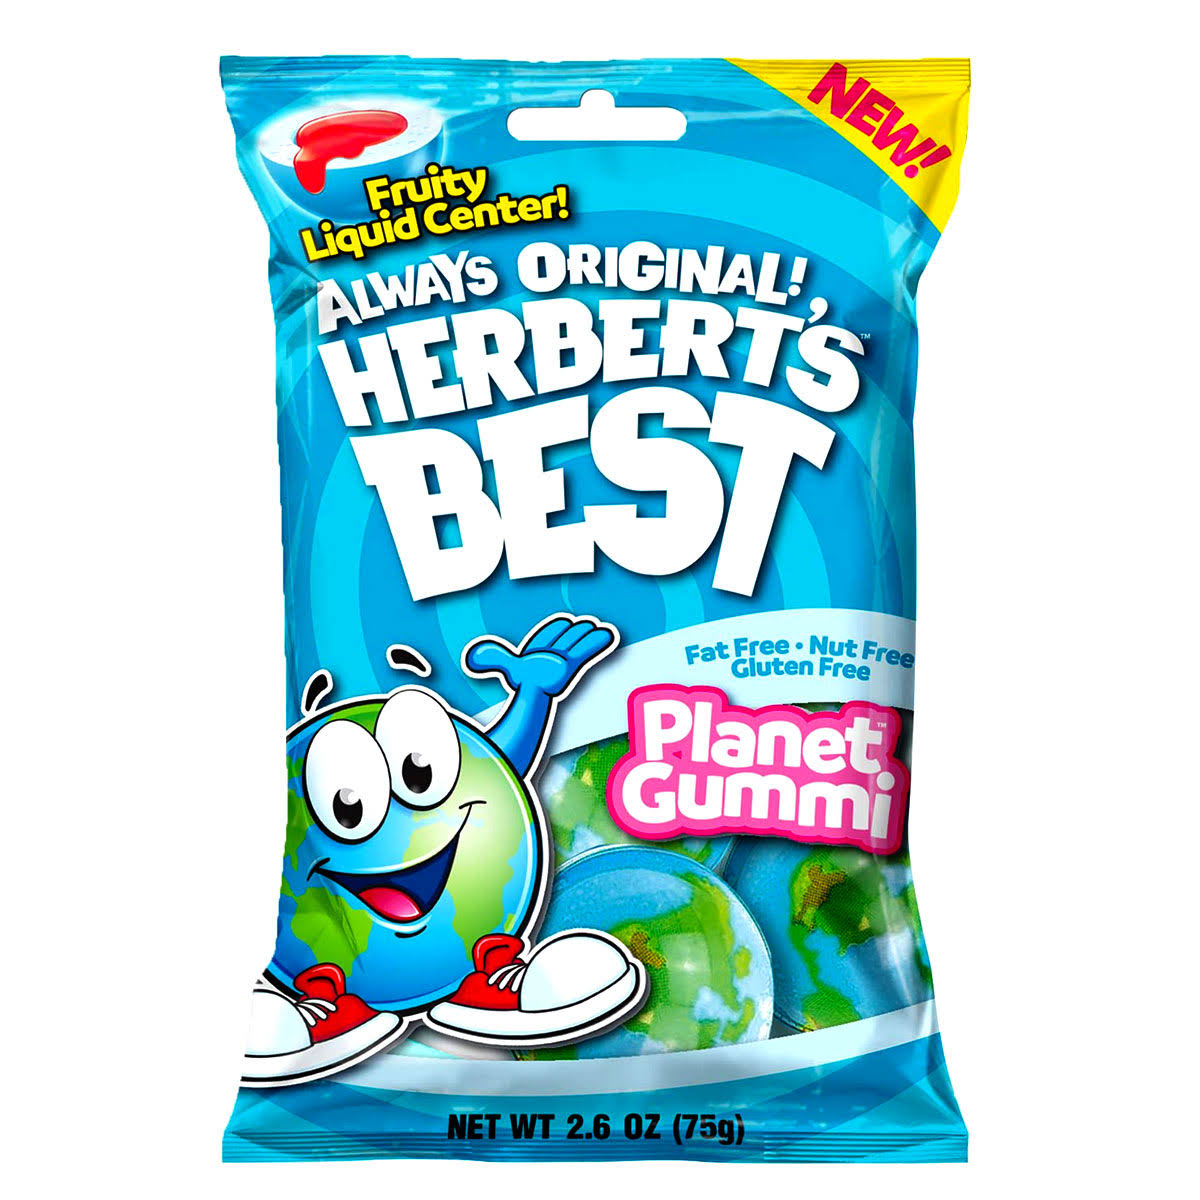 NEW!
Fruity
Liquid Center!
ALWAYS ORIGINAL!
HERBERT'S™
BEST
Fat Free • Nut Free
Gluten Free
Planet™
Gummi
NET WT 2.6 OZ (75g)